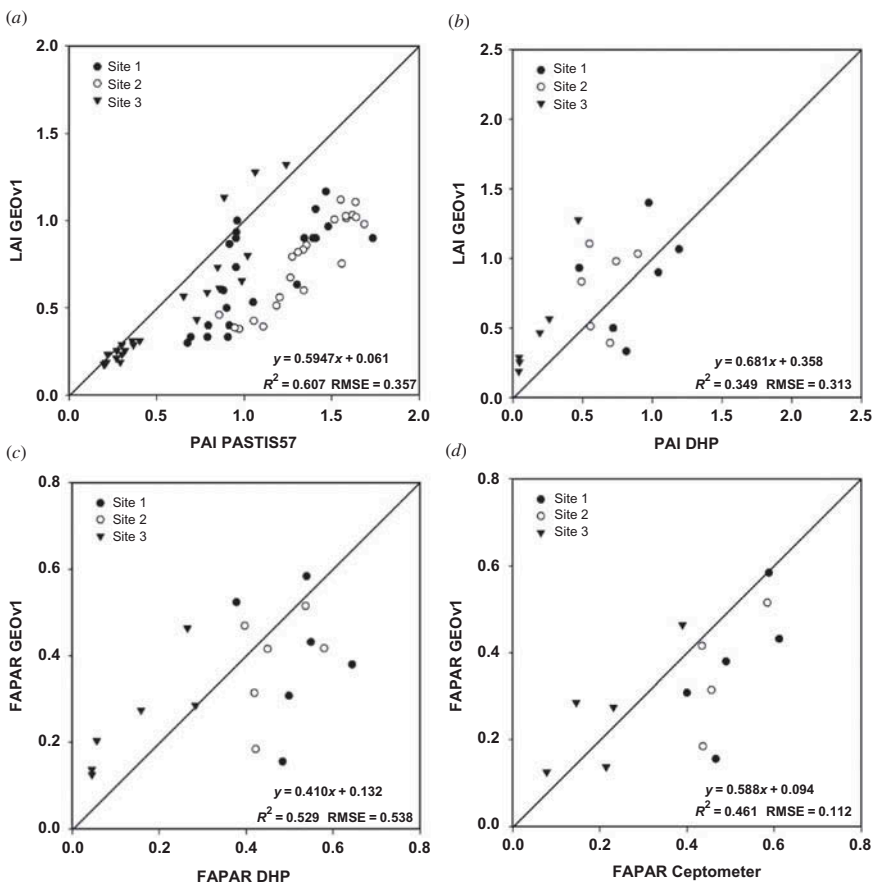 (a)
2.0
1.5
1.0
0.5
0.0
0.0 0.5 1.0 1.5 2.0
LAI GEOv1
PAI PASTIS57
Site 1
Site 2
Site 3
y = 0.5947x + 0.061
R² = 0.607 RMSE = 0.357
(b)
2.5
2.0
1.5
1.0
0.5
0.0
0.0 0.5 1.0 1.5 2.0 2.5
LAI GEOv1
PAI DHP
Site 1
Site 2
Site 3
y = 0.681x + 0.358
R² = 0.349 RMSE = 0.313
(c)
0.8
0.6
0.4
0.2
0.0
0.0 0.2 0.4 0.6 0.8
FAPAR GEOv1
FAPAR DHP
Site 1
Site 2
Site 3
y = 0.410x + 0.132
R² = 0.529 RMSE = 0.538
(d)
0.8
0.6
0.4
0.2
0.0
0.0 0.2 0.4 0.6 0.8
FAPAR GEOv1
FAPAR Ceptometer
Site 1
Site 2
Site 3
y = 0.588x + 0.094
R² = 0.461 RMSE = 0.112